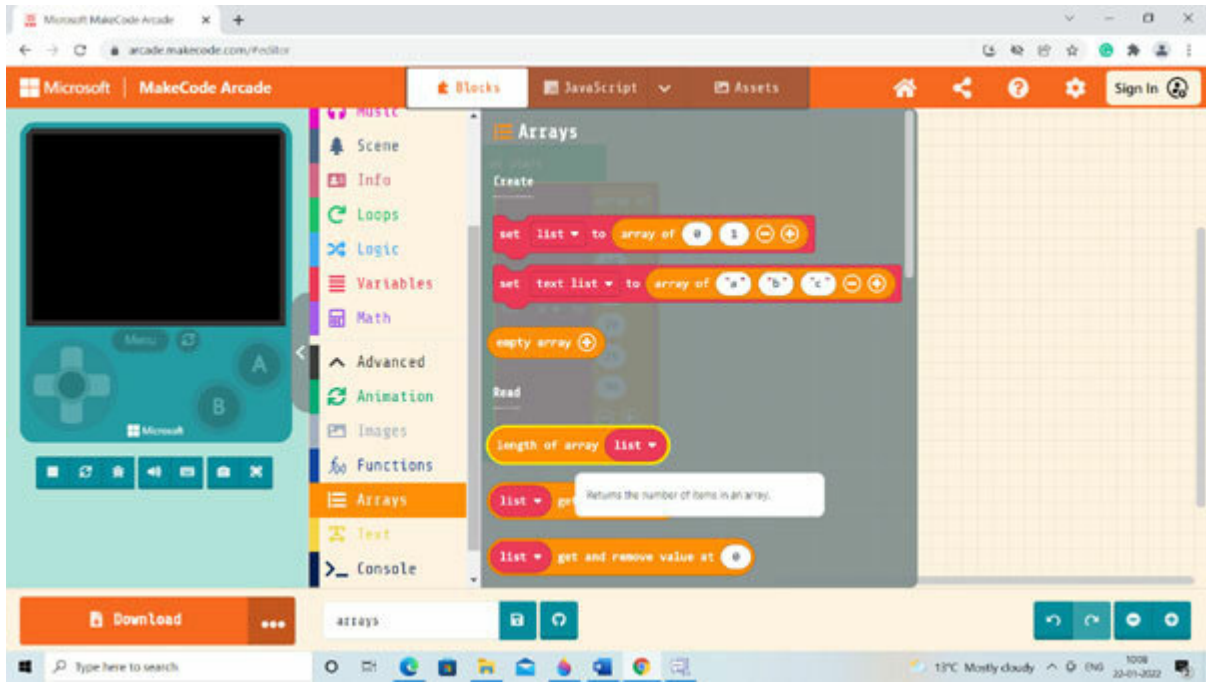 Microsoft MakeCode Arcade
arcade.makecode.com/#editor
Microsoft | MakeCode Arcade
Blocks
JavaScript
Assets
Sign In
Music
Scene
Info
Loops
Logic
Variables
Math
Advanced
Animation
Images
Functions
Arrays
Text
Console
Arrays
Create
set list to array of 0 1
set text list to array of "a" "b" "c"
empty array
Read
length of array list
Returns the number of items in an array.
list
list get and remove value at 0
Menu
A
B
Microsoft
Download
arrays
Type here to search
13°C Mostly cloudy
ENG
10:08
22-01-2022